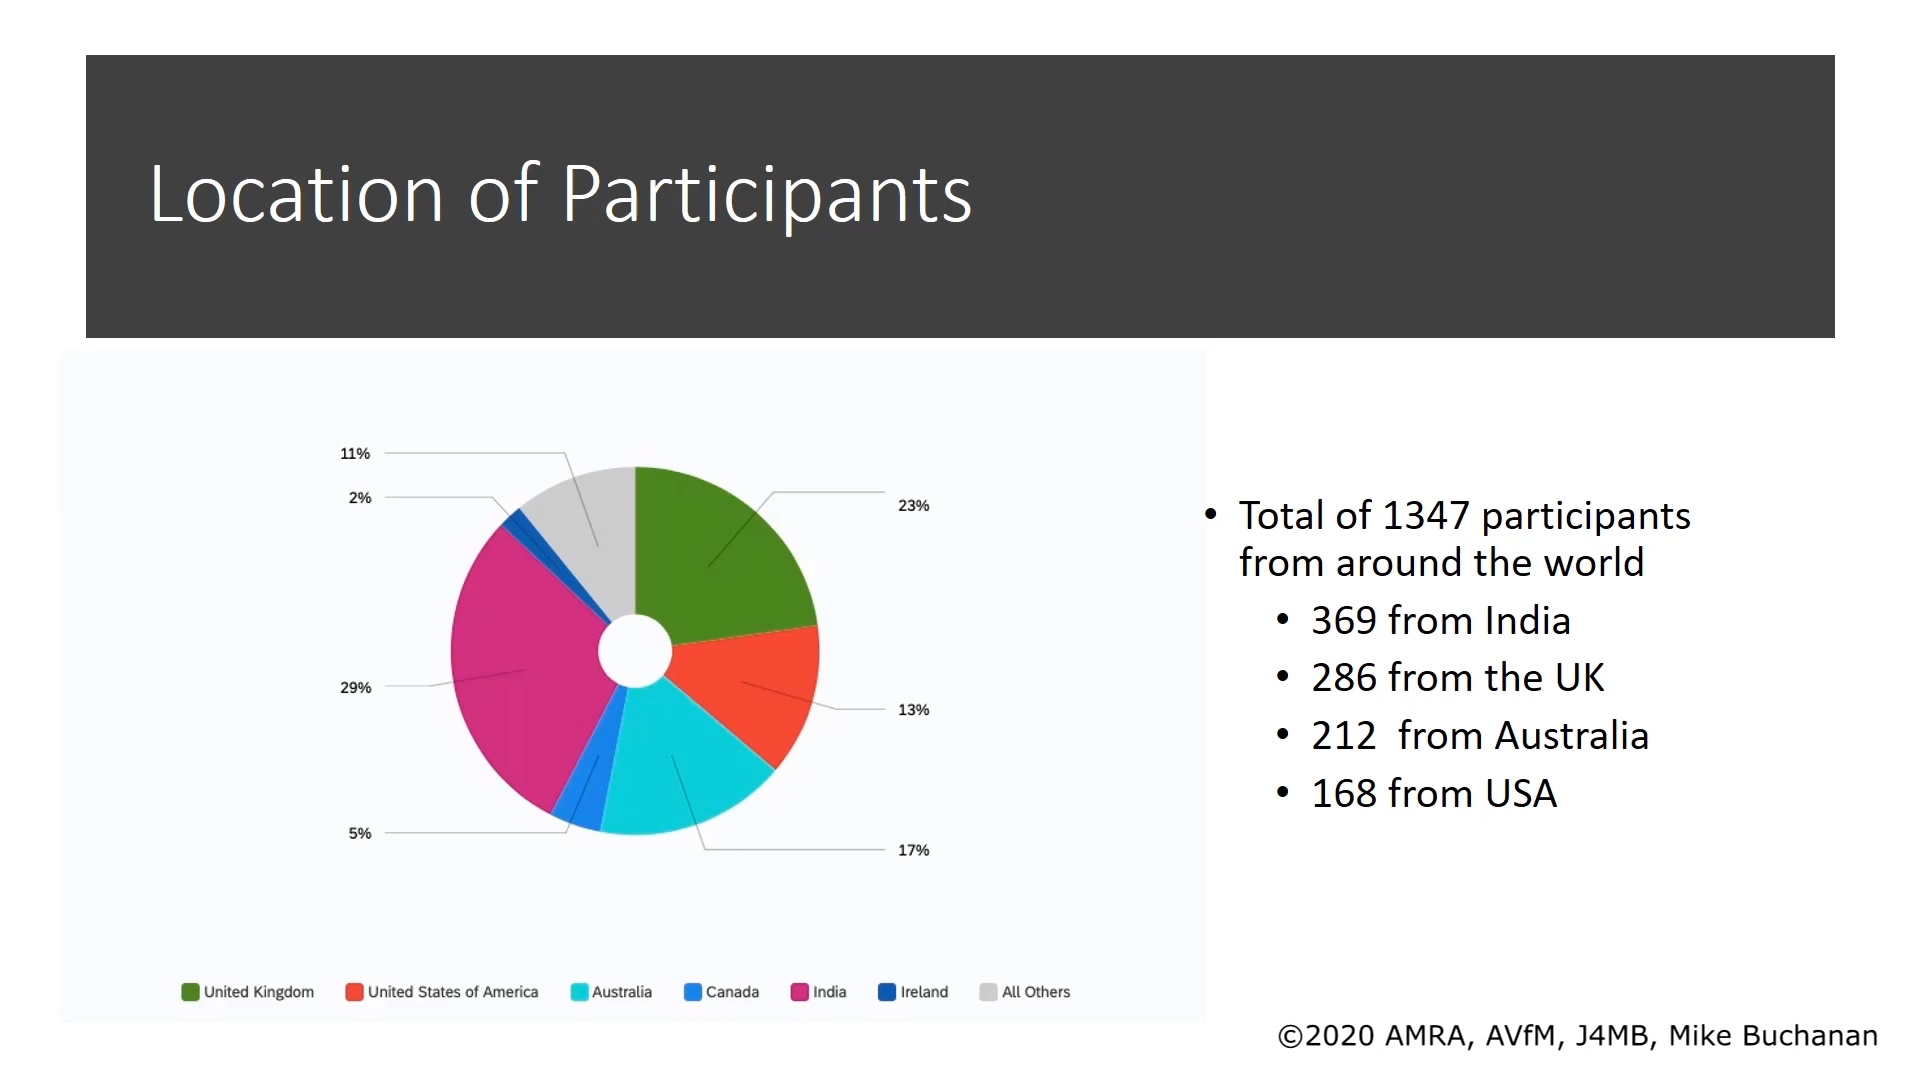 Location of Participants
11%
2%
23%
29%
13%
5%
17%
United Kingdom United States of America Australia Canada India Ireland All Others
• Total of 1347 participants
from around the world
• 369 from India
• 286 from the UK
• 212  from Australia
• 168 from USA
©2020 AMRA, AVfM, J4MB, Mike Buchanan